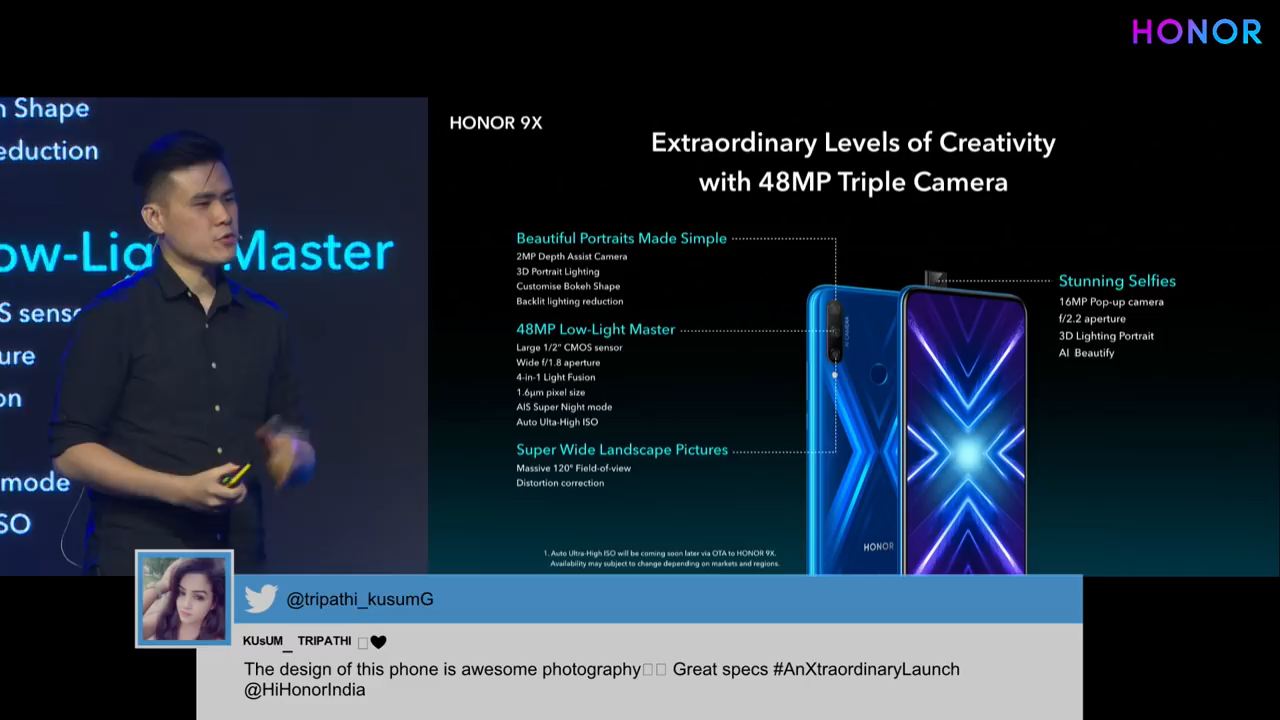 HONOR
n Shape
eduction
ow-Lig Master
S senso
ure
on
mode
SO
HONOR 9X
Extraordinary Levels of Creativity
with 48MP Triple Camera
Beautiful Portraits Made Simple
2MP Depth Assist Camera
3D Portrait Lighting
Customise Bokeh Shape
Backlit lighting reduction
48MP Low-Light Master
Large 1/2" CMOS sensor
Wide f/1.8 aperture
4-in-1 Light Fusion
1.6μm pixel size
AIS Super Night mode
Auto Ulta-High ISO
Super Wide Landscape Pictures
Massive 120° Field-of-view
Distortion correction
Stunning Selfies
16MP Pop-up camera
f/2.2 aperture
3D Lighting Portrait
AI Beautify
AI CAMERA
HONOR
1. Auto Ultra-High ISO will be coming soon later via OTA to HONOR 9X.
Availability may subject to change depending on markets and regions.
@tripathi_kusumG
KUsUM_ TRIPATHI □🖤
The design of this phone is awesome photography□□ Great specs #AnXtraordinaryLaunch
@HiHonorIndia